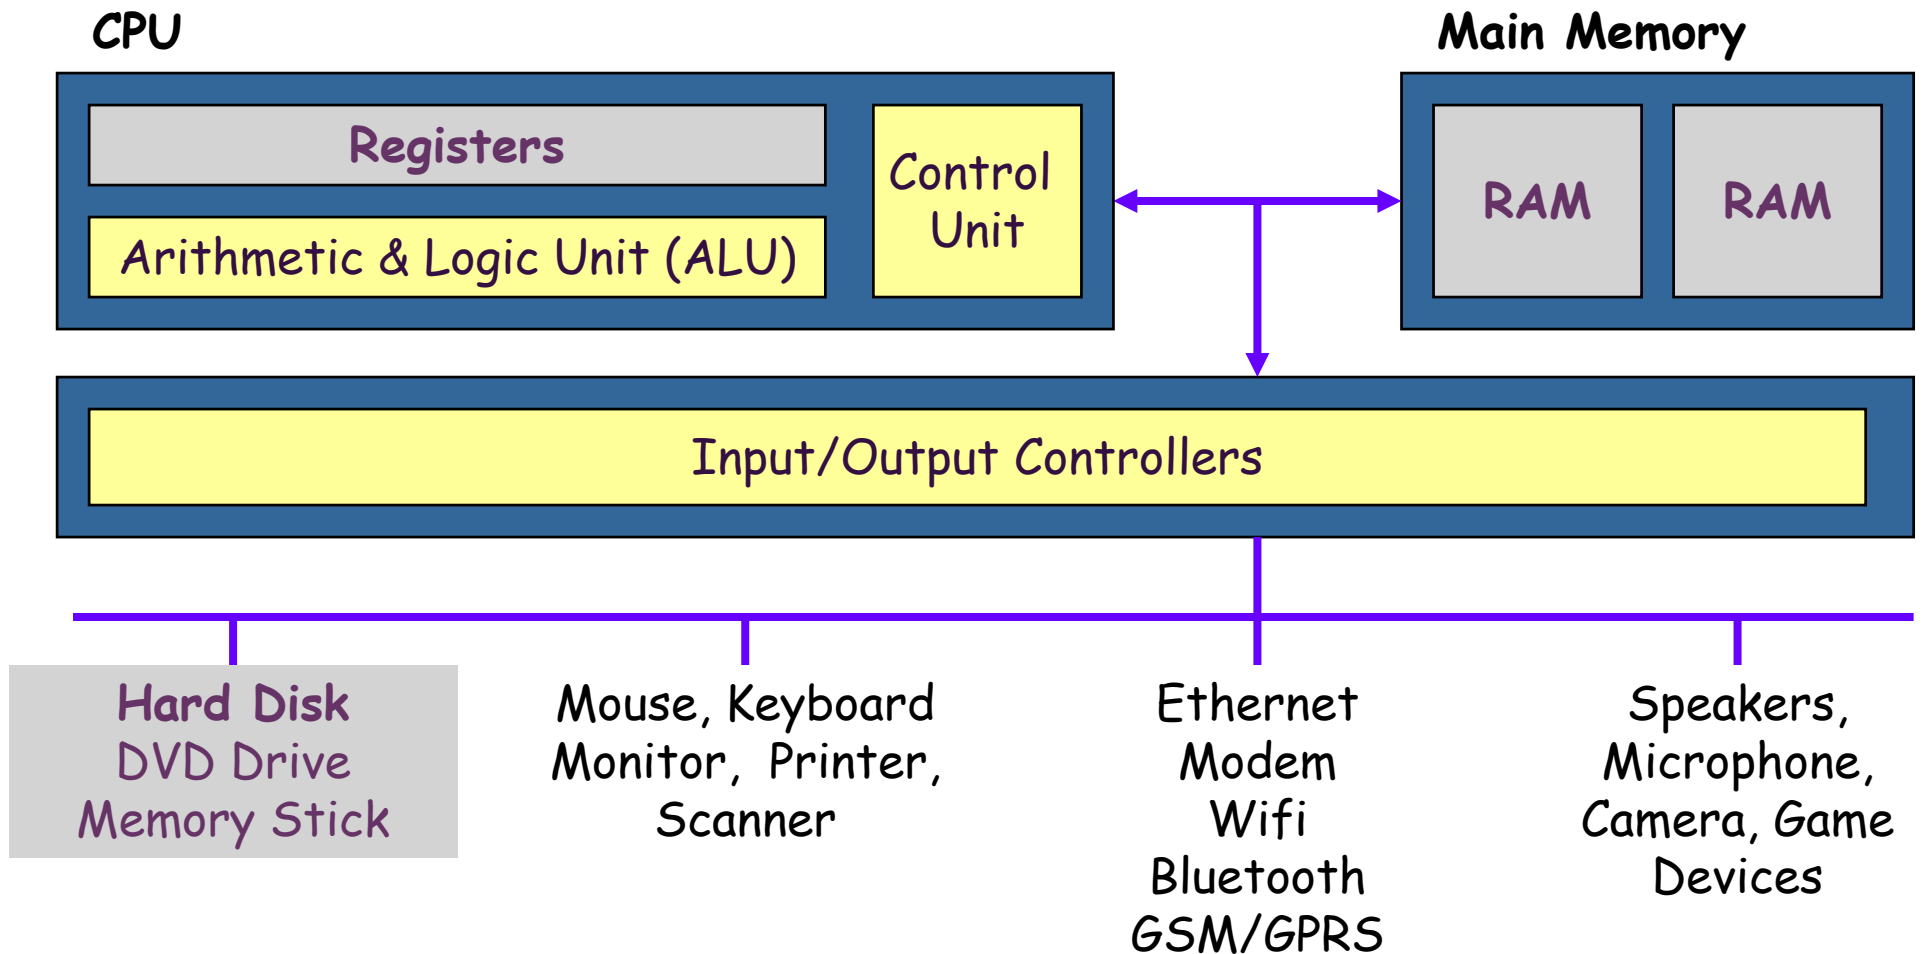 CPU
Main Memory
Registers
Arithmetic & Logic Unit (ALU)
Control
Unit
RAM
RAM
Input/Output Controllers
Hard Disk
DVD Drive
Memory Stick
Mouse, Keyboard
Monitor, Printer,
Scanner
Ethernet
Modem
Wifi
Bluetooth
GSM/GPRS
Speakers,
Microphone,
Camera, Game
Devices